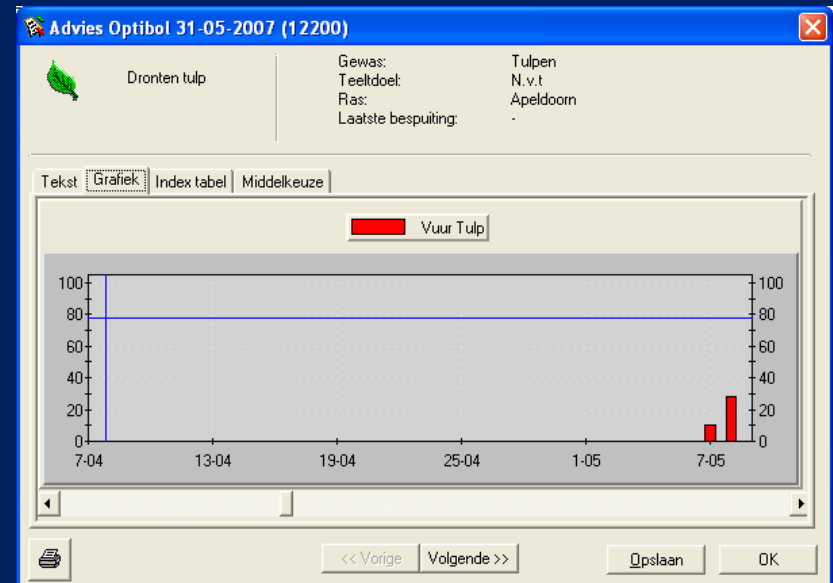 Advies Optibol 31-05-2007 (12200)
Dronten tulp
Gewas: Tulpen
Teeltdoel: N.v.t
Ras: Apeldoorn
Laatste bespuiting: -
Tekst Grafiek Index tabel Middelkeuze
Vuur Tulp
100 100
80 80
60 60
40 40
20 20
0 0
7-04 13-04 19-04 25-04 1-05 7-05
<< Vorige Volgende >> Opslaan OK